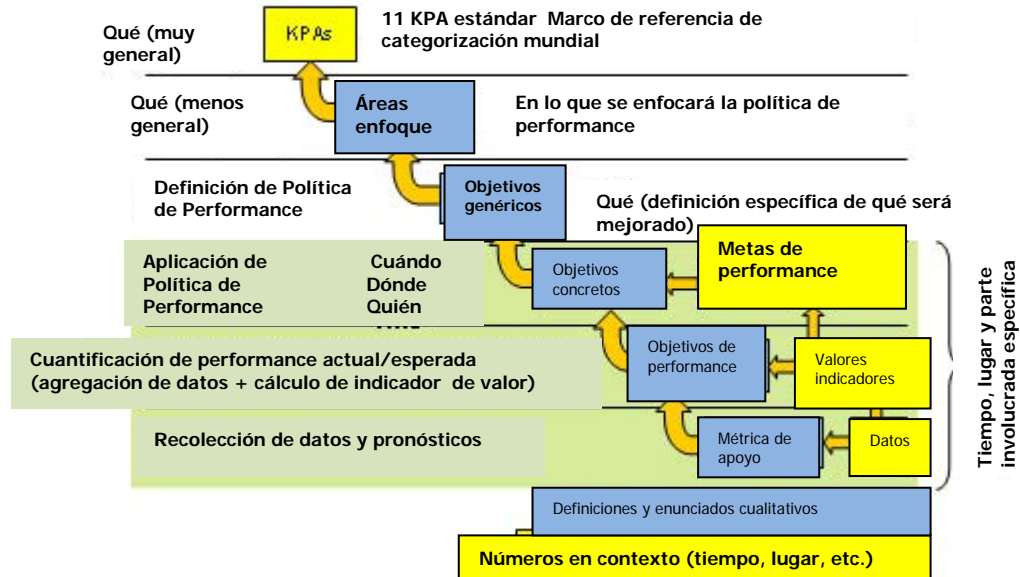 Qué (muy
general)
KPAs
11 KPA estándar Marco de referencia de
categorización mundial
Qué (menos
general)
Áreas
enfoque
En lo que se enfocará la política de
performance
Definición de Política
de Performance
Objetivos
genéricos
Qué (definición específica de qué será
mejorado)
Aplicación de
Política de
Performance
Cuándo
Dónde
Quién
Objetivos
concretos
Metas de
performance
Cuantificación de performance actual/esperada
(agregación de datos + cálculo de indicador de valor)
Objetivos de
performance
Valores
indicadores
Recolección de datos y pronósticos
Métrica de
apoyo
Datos
Tiempo, lugar y parte
involucrada específica
Definiciones y enunciados cualitativos
Números en contexto (tiempo, lugar, etc.)